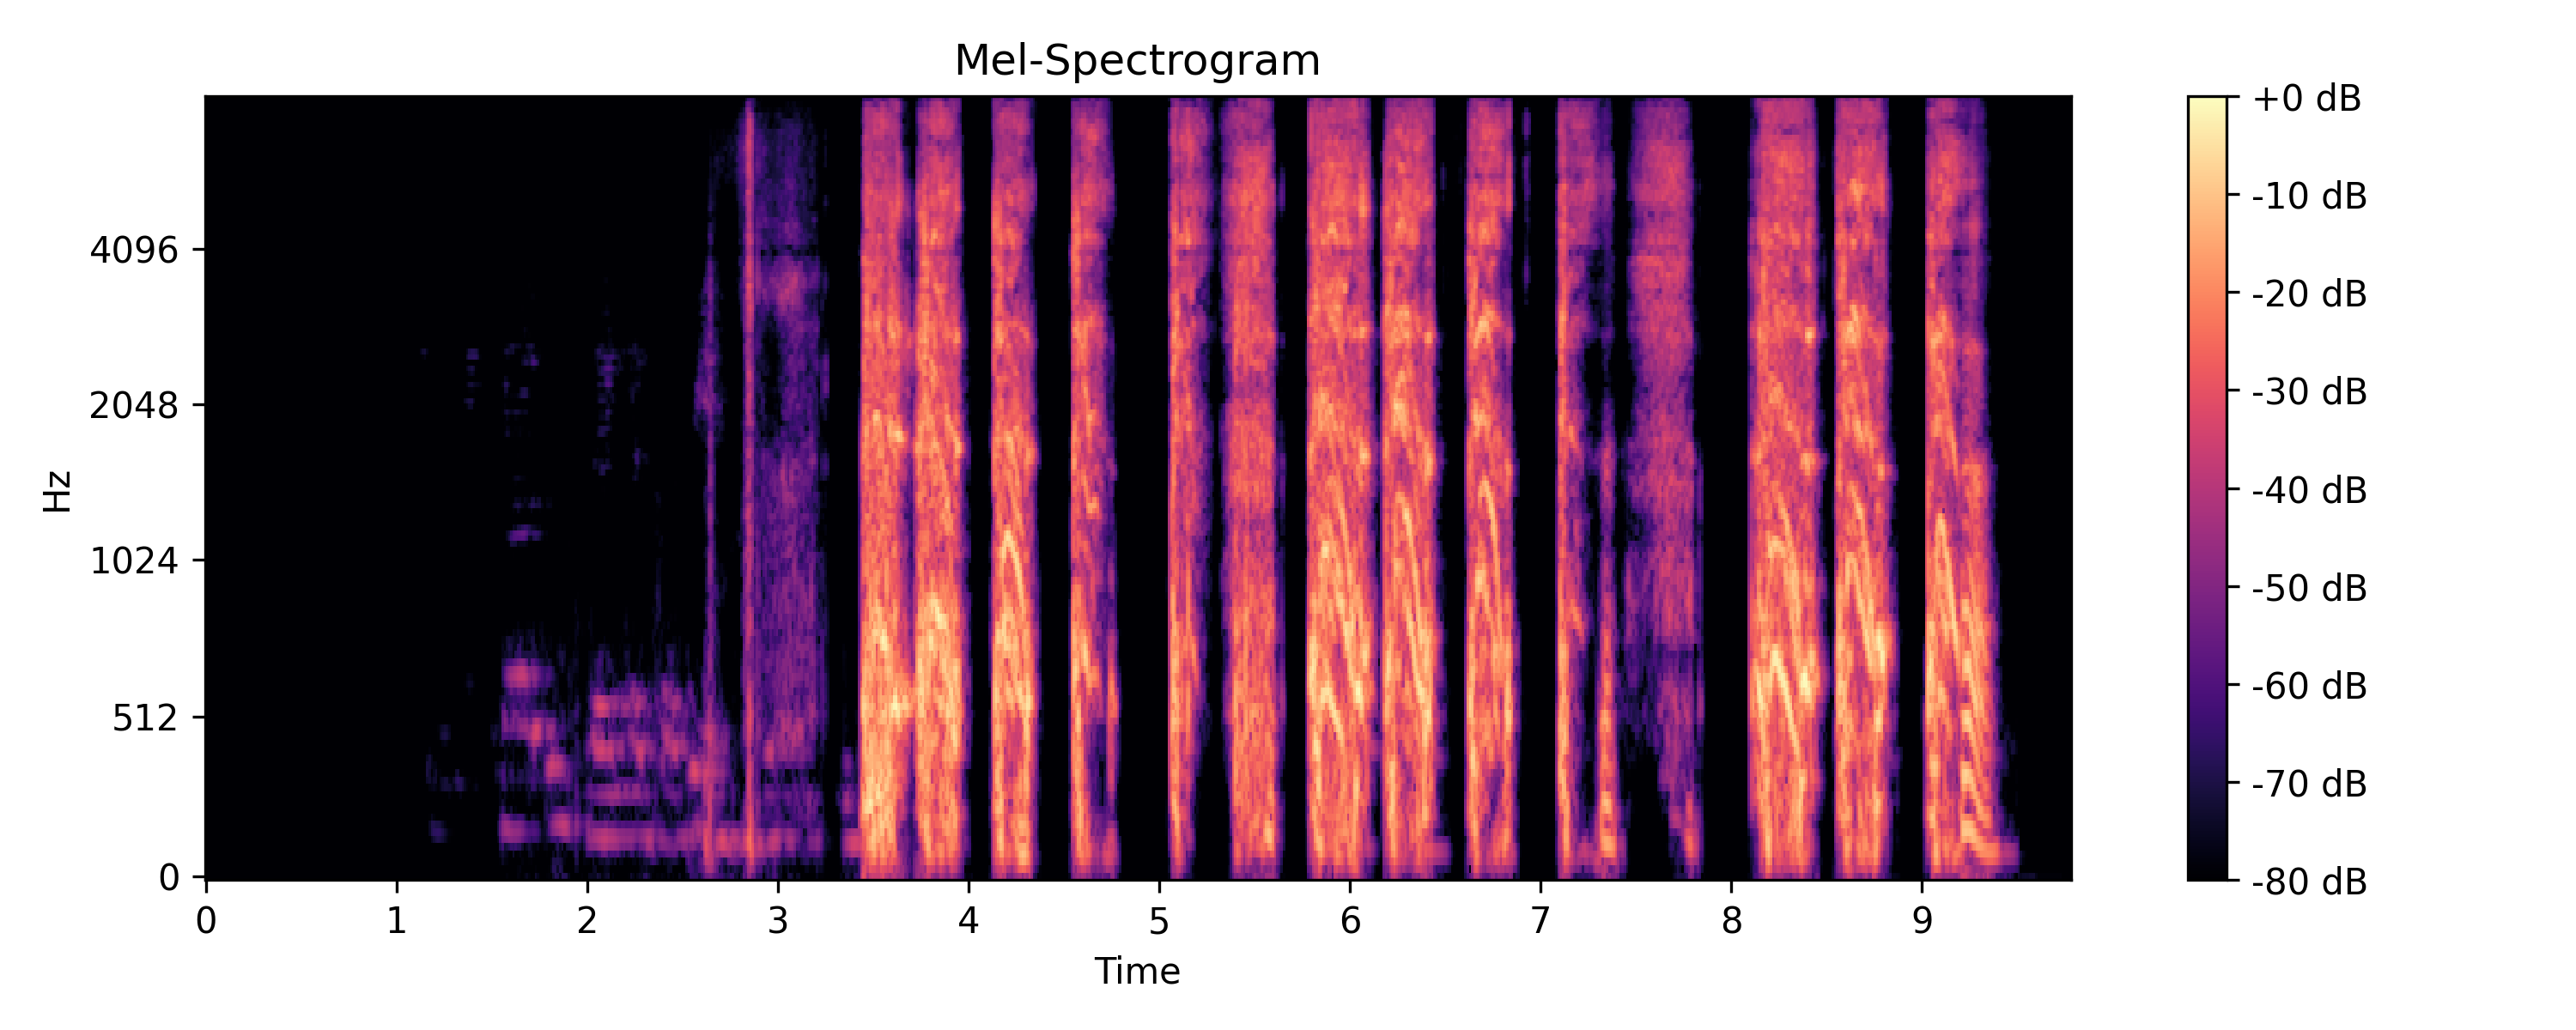 Mel-Spectrogram
+0 dB
-10 dB
-20 dB
-30 dB
-40 dB
-50 dB
-60 dB
-70 dB
-80 dB
Hz
4096
2048
1024
512
0
0 1 2 3 4 5 6 7 8 9
Time